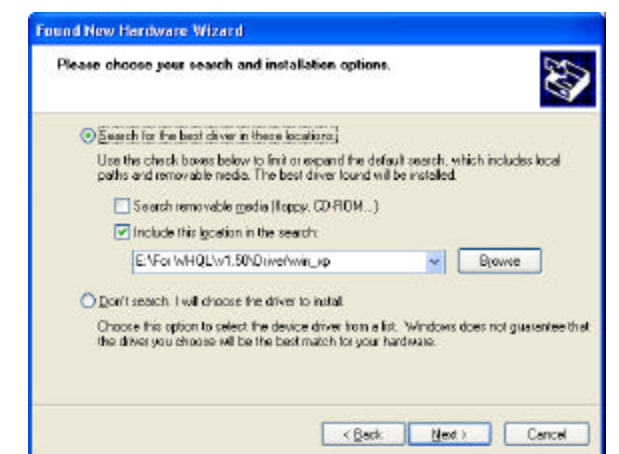 Found New Hardware Wizard
Please choose your search and installation options.
Search for the best driver in these locations.
Use the check boxes below to limit or expand the default search, which includes local
paths and removable media. The best driver found will be installed.
Search removable media (floppy, CD-ROM...)
Include this location in the search:
E:\For WHQL\v1.50\Driver\win_xp
Browse
Don't search. I will choose the driver to install.
Choose this option to select the device driver from a list. Windows does not guarantee that
the driver you choose will be the best match for your hardware.
< Back
Next >
Cancel